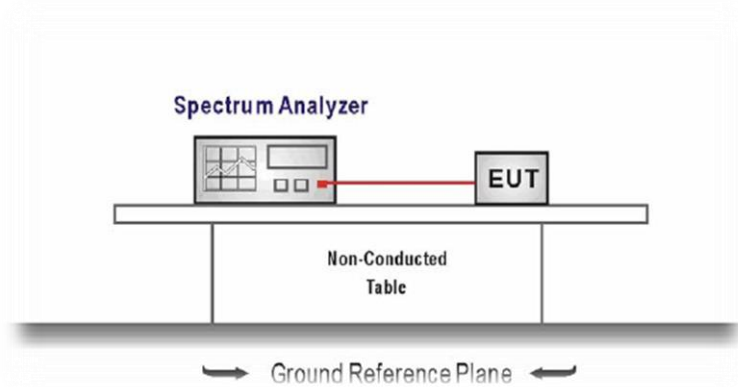 Spectrum Analyzer
EUT
Non-Conducted
Table
Ground Reference Plane